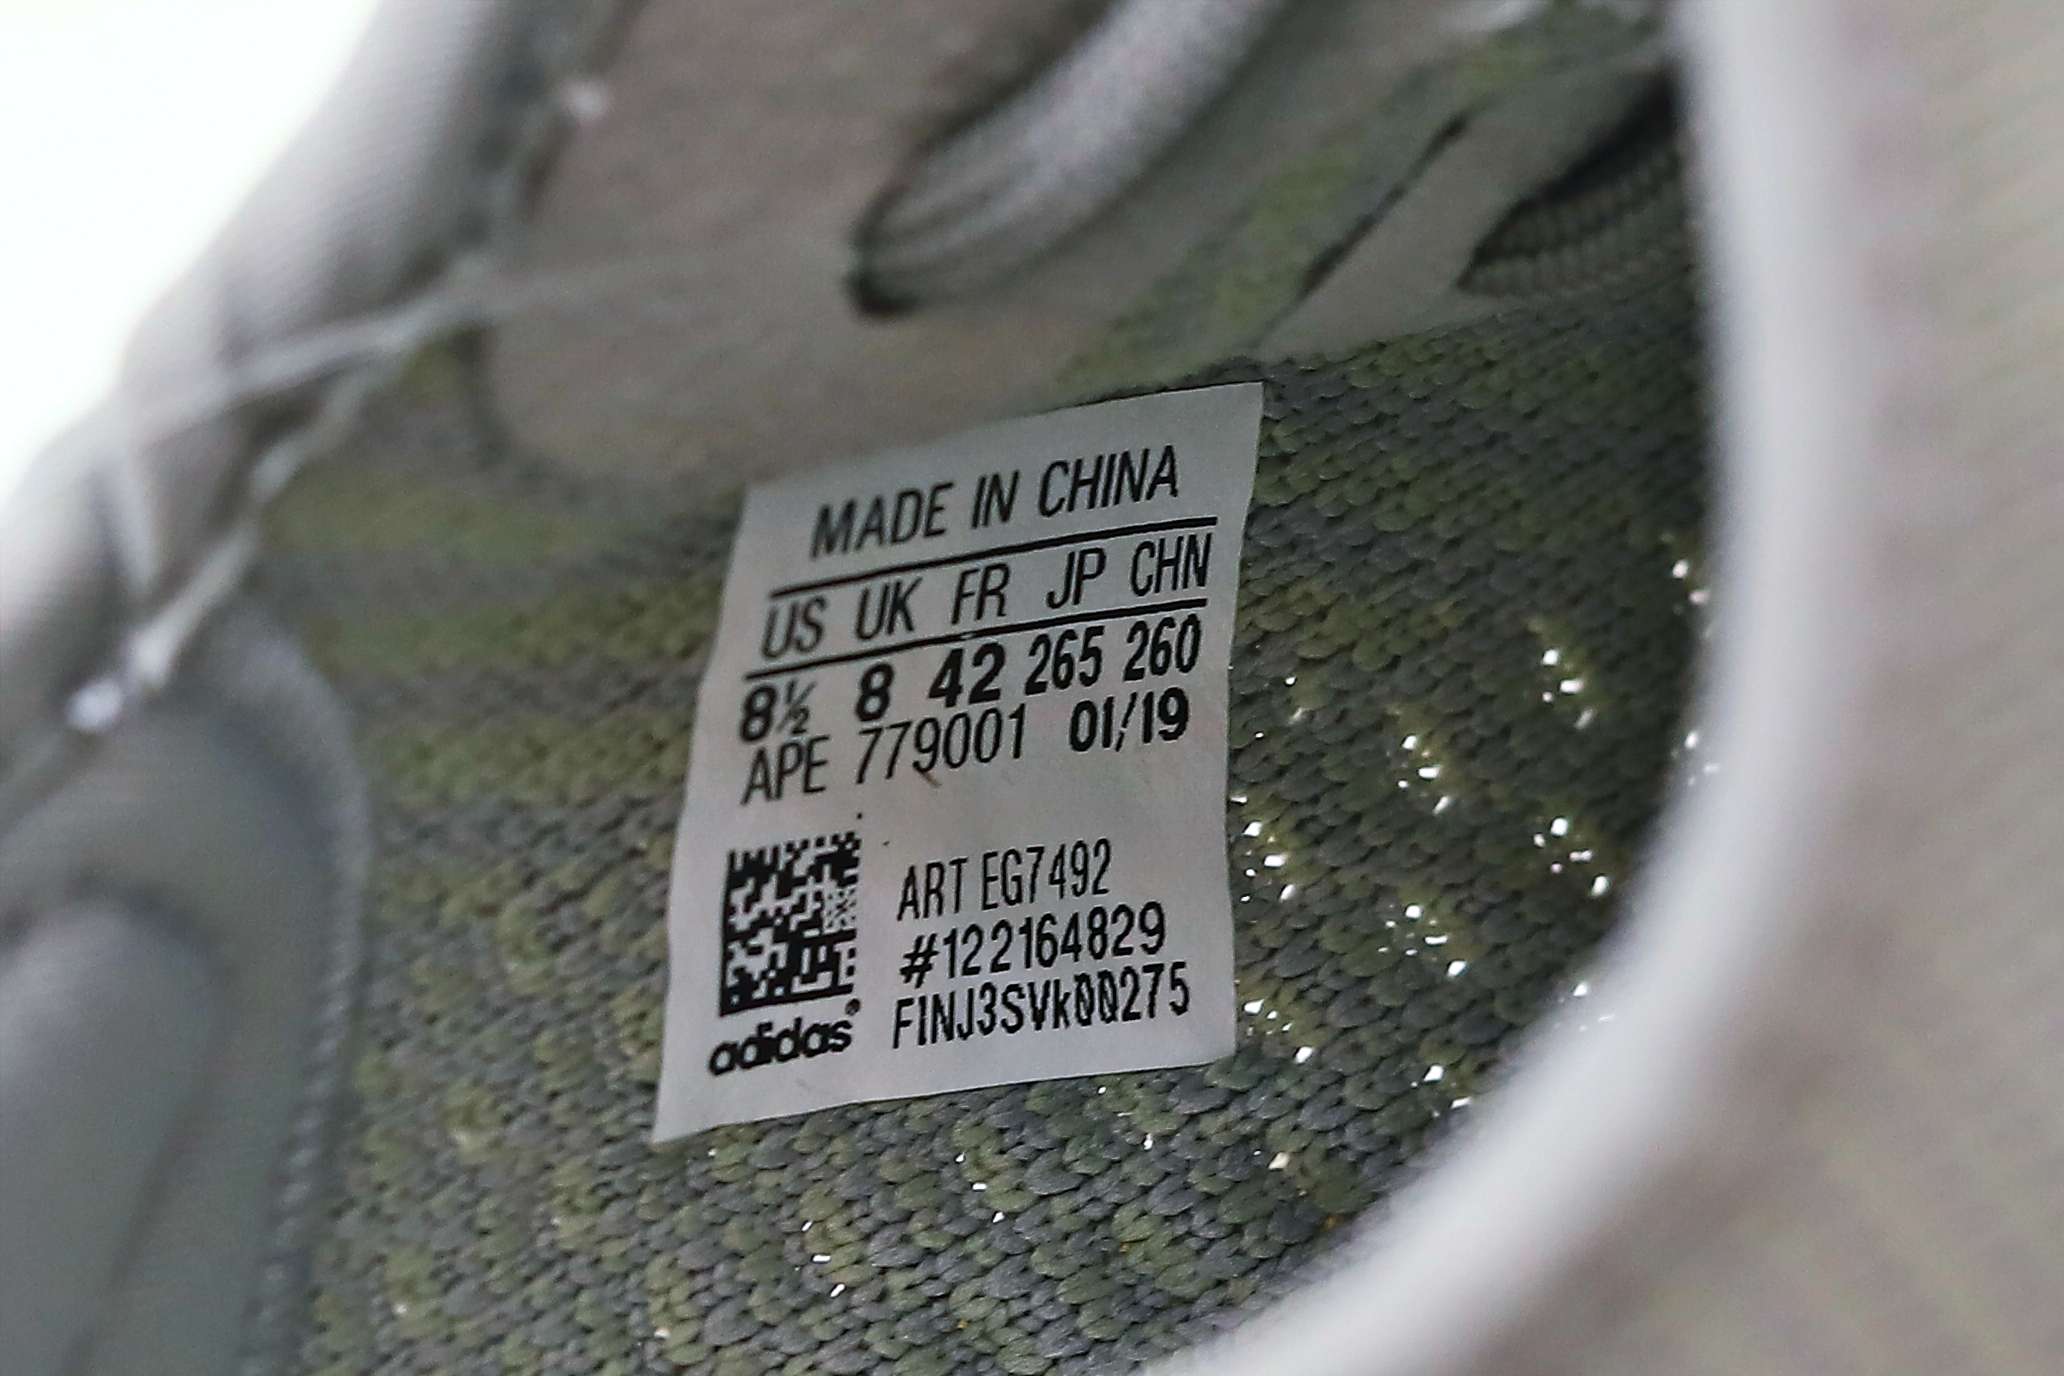 MADE IN CHINA
US UK FR JP CHN
8½ 8 42 265 260
APE 779001 01/19
ART EG7492
#122164829
FINJ3SVk00275
adidas®